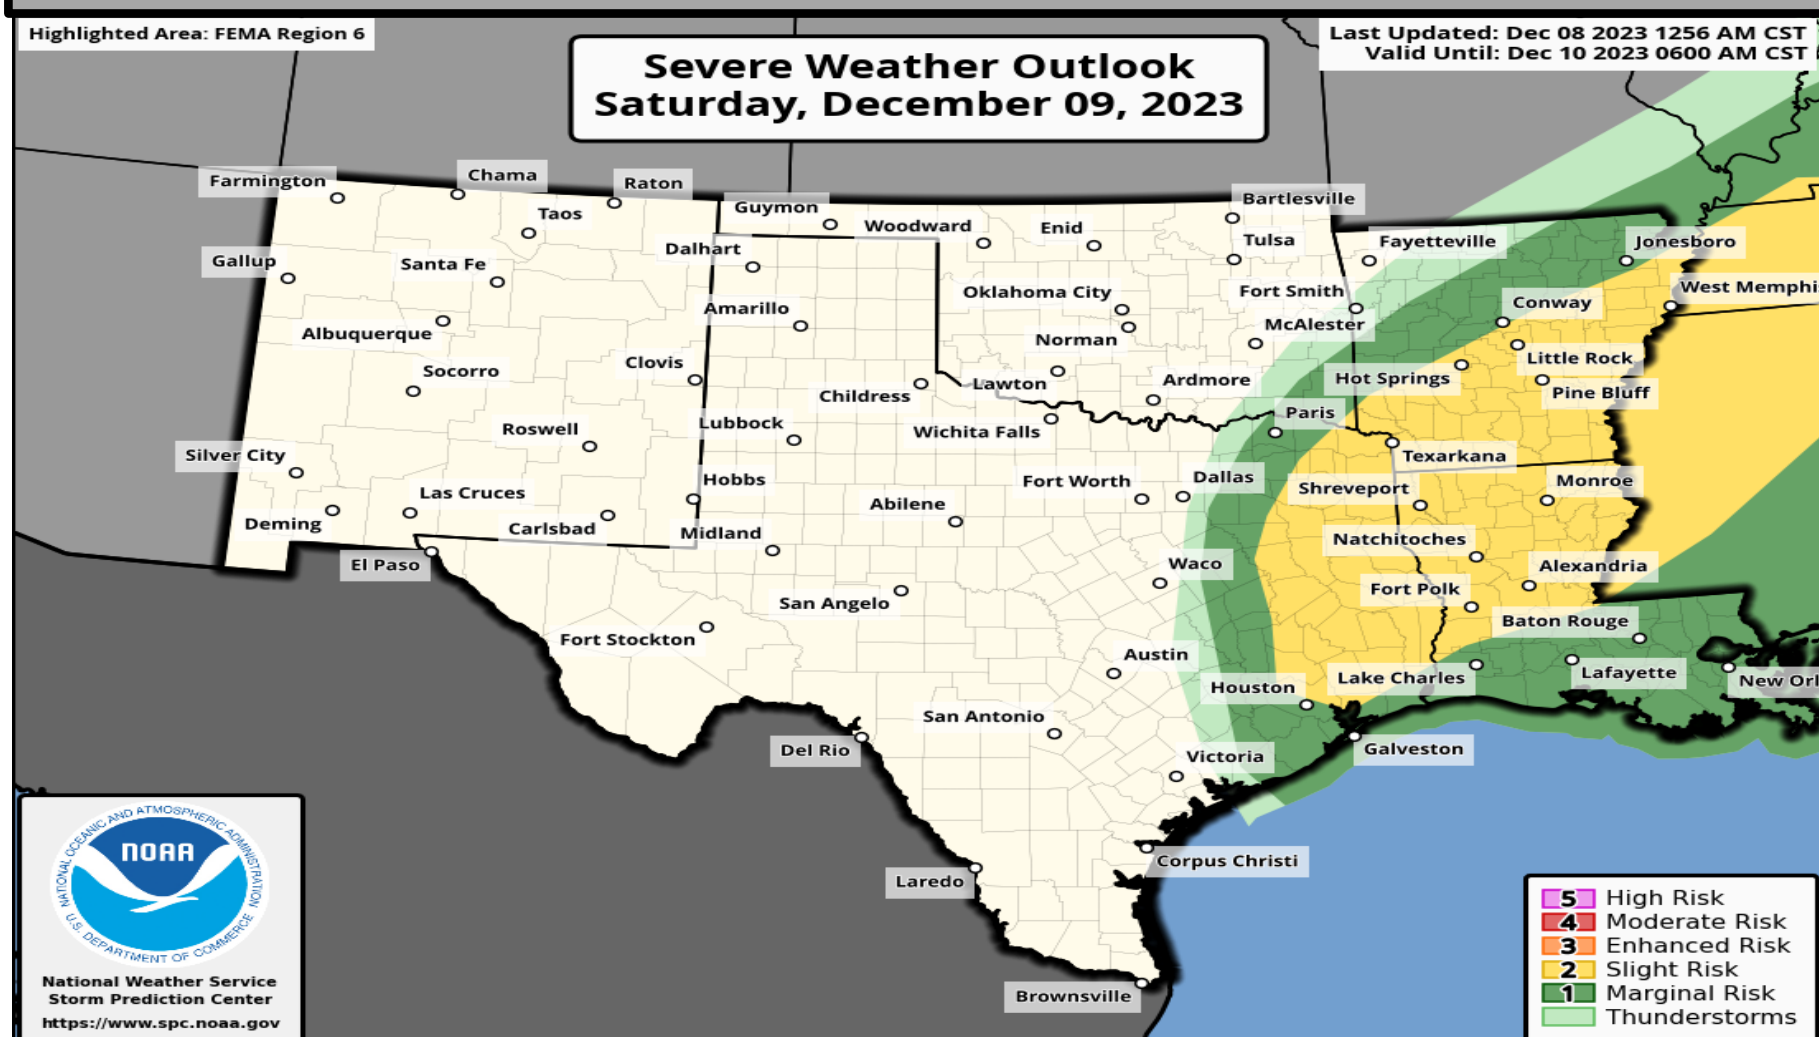 Highlighted Area: FEMA Region 6
Last Updated: Dec 08 2023 1256 AM CST
Valid Until: Dec 10 2023 0600 AM CST
Severe Weather Outlook
Saturday, December 09, 2023
Farmington
Chama
Raton
Taos
Guymon
Woodward
Enid
Bartlesville
Tulsa
Fayetteville
Jonesboro
Gallup
Santa Fe
Dalhart
Oklahoma City
Fort Smith
Conway
West Memphis
Albuquerque
Amarillo
Norman
McAlester
Little Rock
Socorro
Clovis
Childress
Lawton
Ardmore
Hot Springs
Pine Bluff
Roswell
Lubbock
Wichita Falls
Paris
Texarkana
Silver City
Las Cruces
Hobbs
Fort Worth
Dallas
Shreveport
Monroe
Deming
Carlsbad
Midland
Abilene
Natchitoches
El Paso
Waco
Alexandria
San Angelo
Fort Polk
Fort Stockton
Baton Rouge
Austin
Houston
Lake Charles
Lafayette
New Orl
San Antonio
Del Rio
Victoria
Galveston
Corpus Christi
Laredo
Brownsville
NATIONAL OCEANIC AND ATMOSPHERIC ADMINISTRATION
NOAA
U.S. DEPARTMENT OF COMMERCE
National Weather Service
Storm Prediction Center
https://www.spc.noaa.gov
5 High Risk
4 Moderate Risk
3 Enhanced Risk
2 Slight Risk
1 Marginal Risk
Thunderstorms